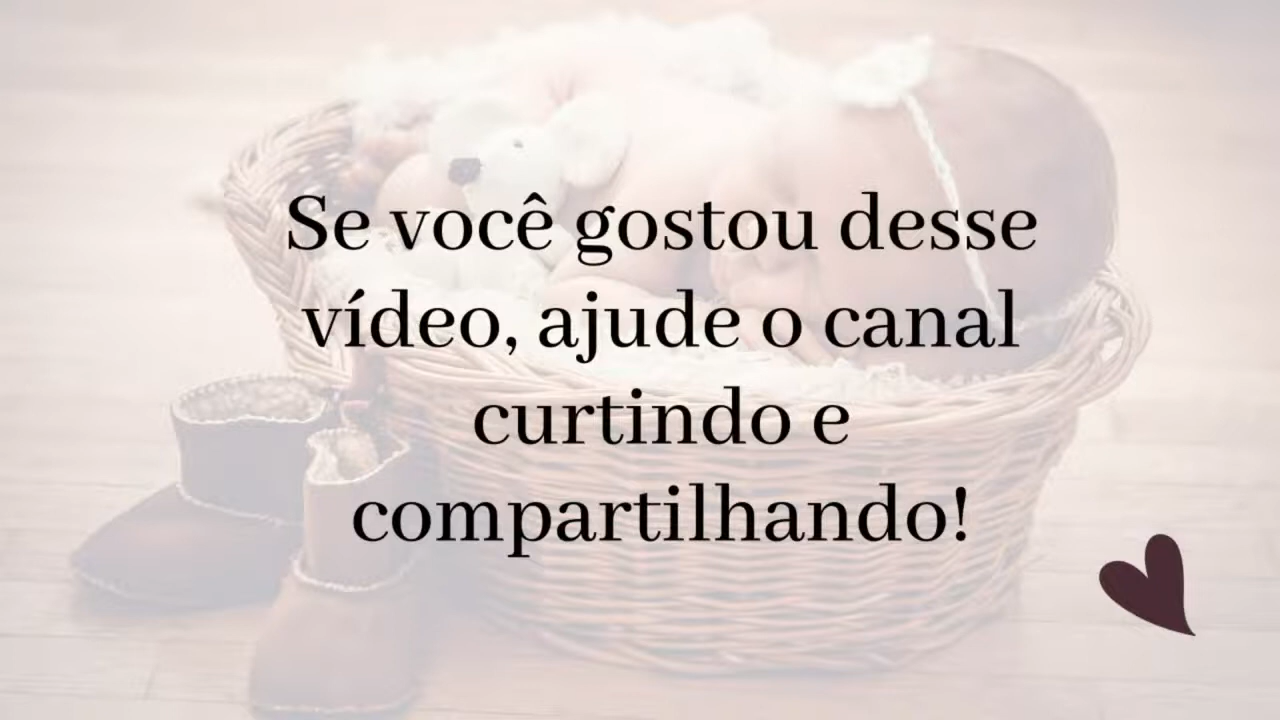 Se você gostou desse
vídeo, ajude o canal
curtindo e
compartilhando!